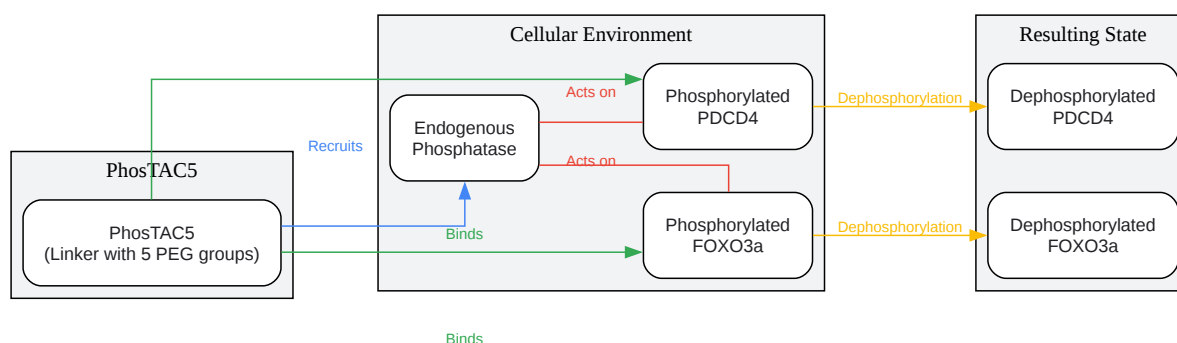 Cellular Environment
Resulting State
Phosphorylated
PDCD4
Dephosphorylated
PDCD4
Acts on
Dephosphorylation
Endogenous
Phosphatase
Recruits
Acts on
PhosTAC5
PhosTAC5
(Linker with 5 PEG groups)
Binds
Phosphorylated
FOXO3a
Dephosphorylation
Dephosphorylated
FOXO3a
Binds